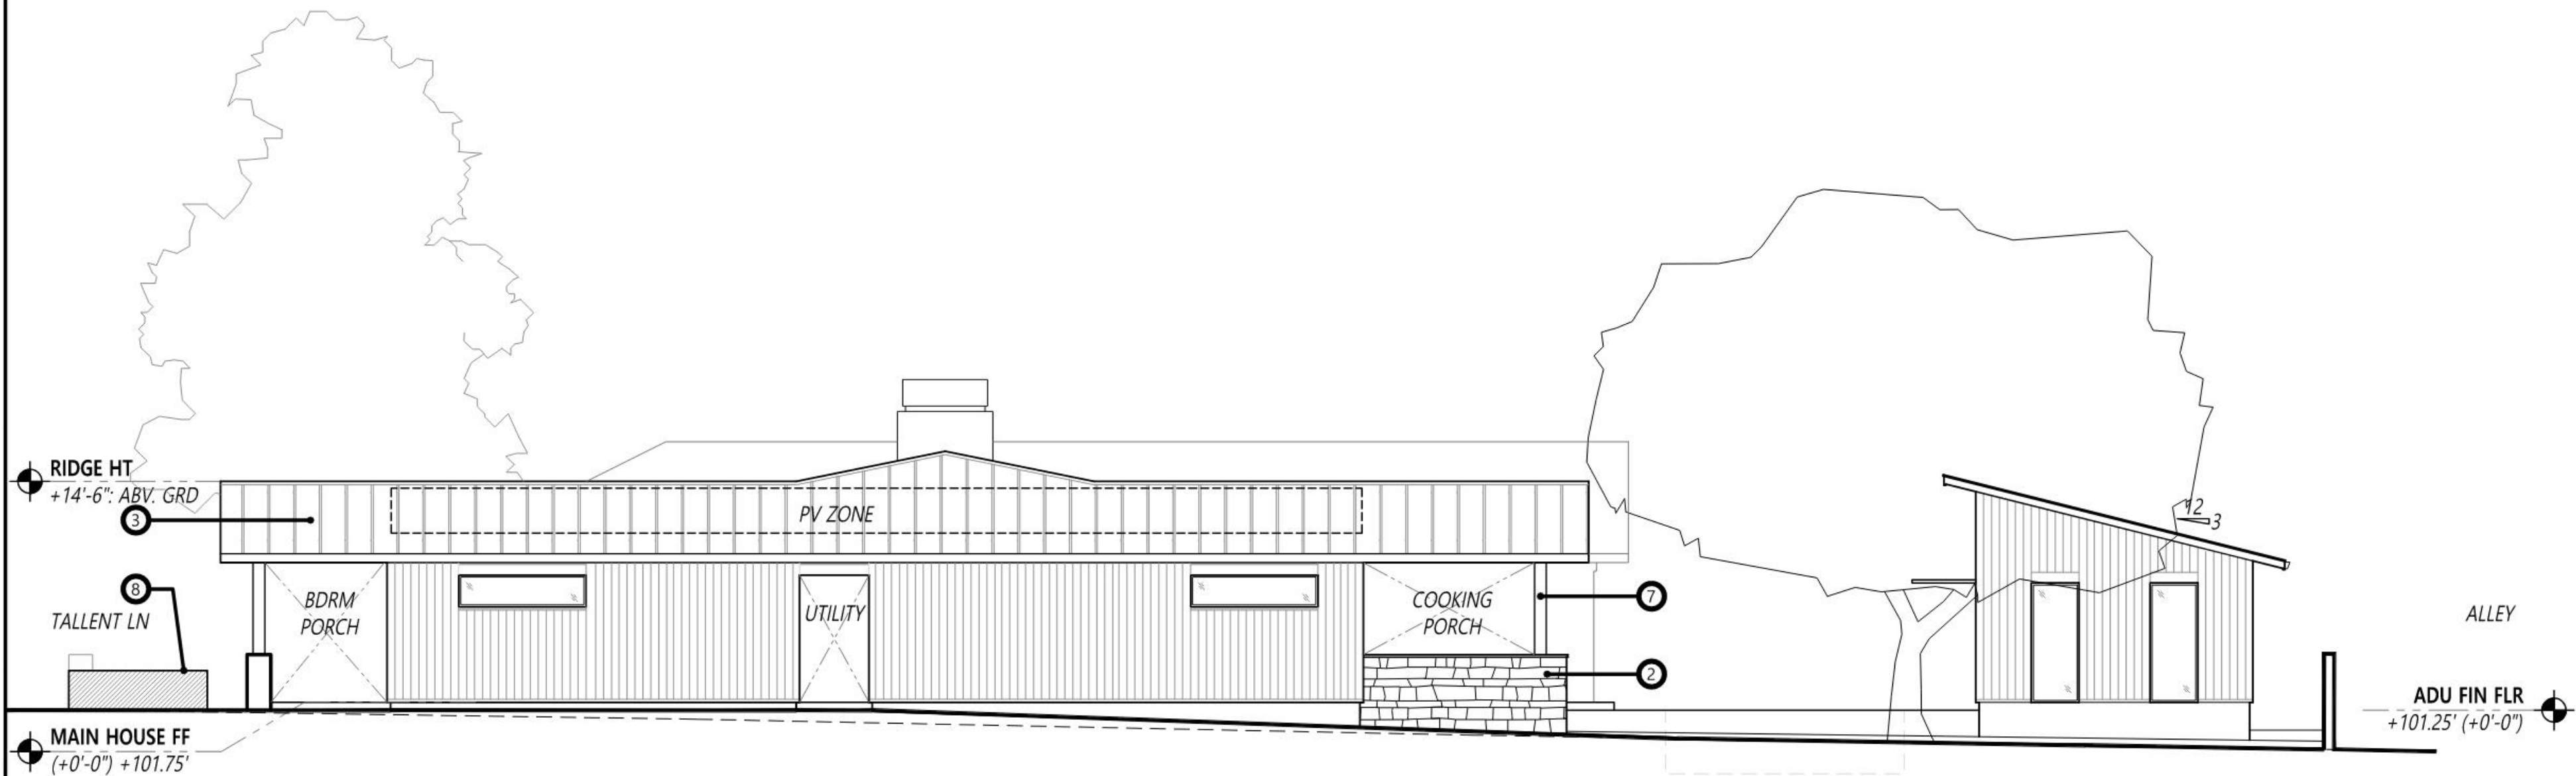 RIDGE HT
+14'-6": ABV. GRD
3
PV ZONE
12
3
8
TALLENT LN
BDRM
PORCH
UTILITY
COOKING
PORCH
7
2
ALLEY
MAIN HOUSE FF
(+0'-0") +101.75'
ADU FIN FLR
+101.25' (+0'-0")